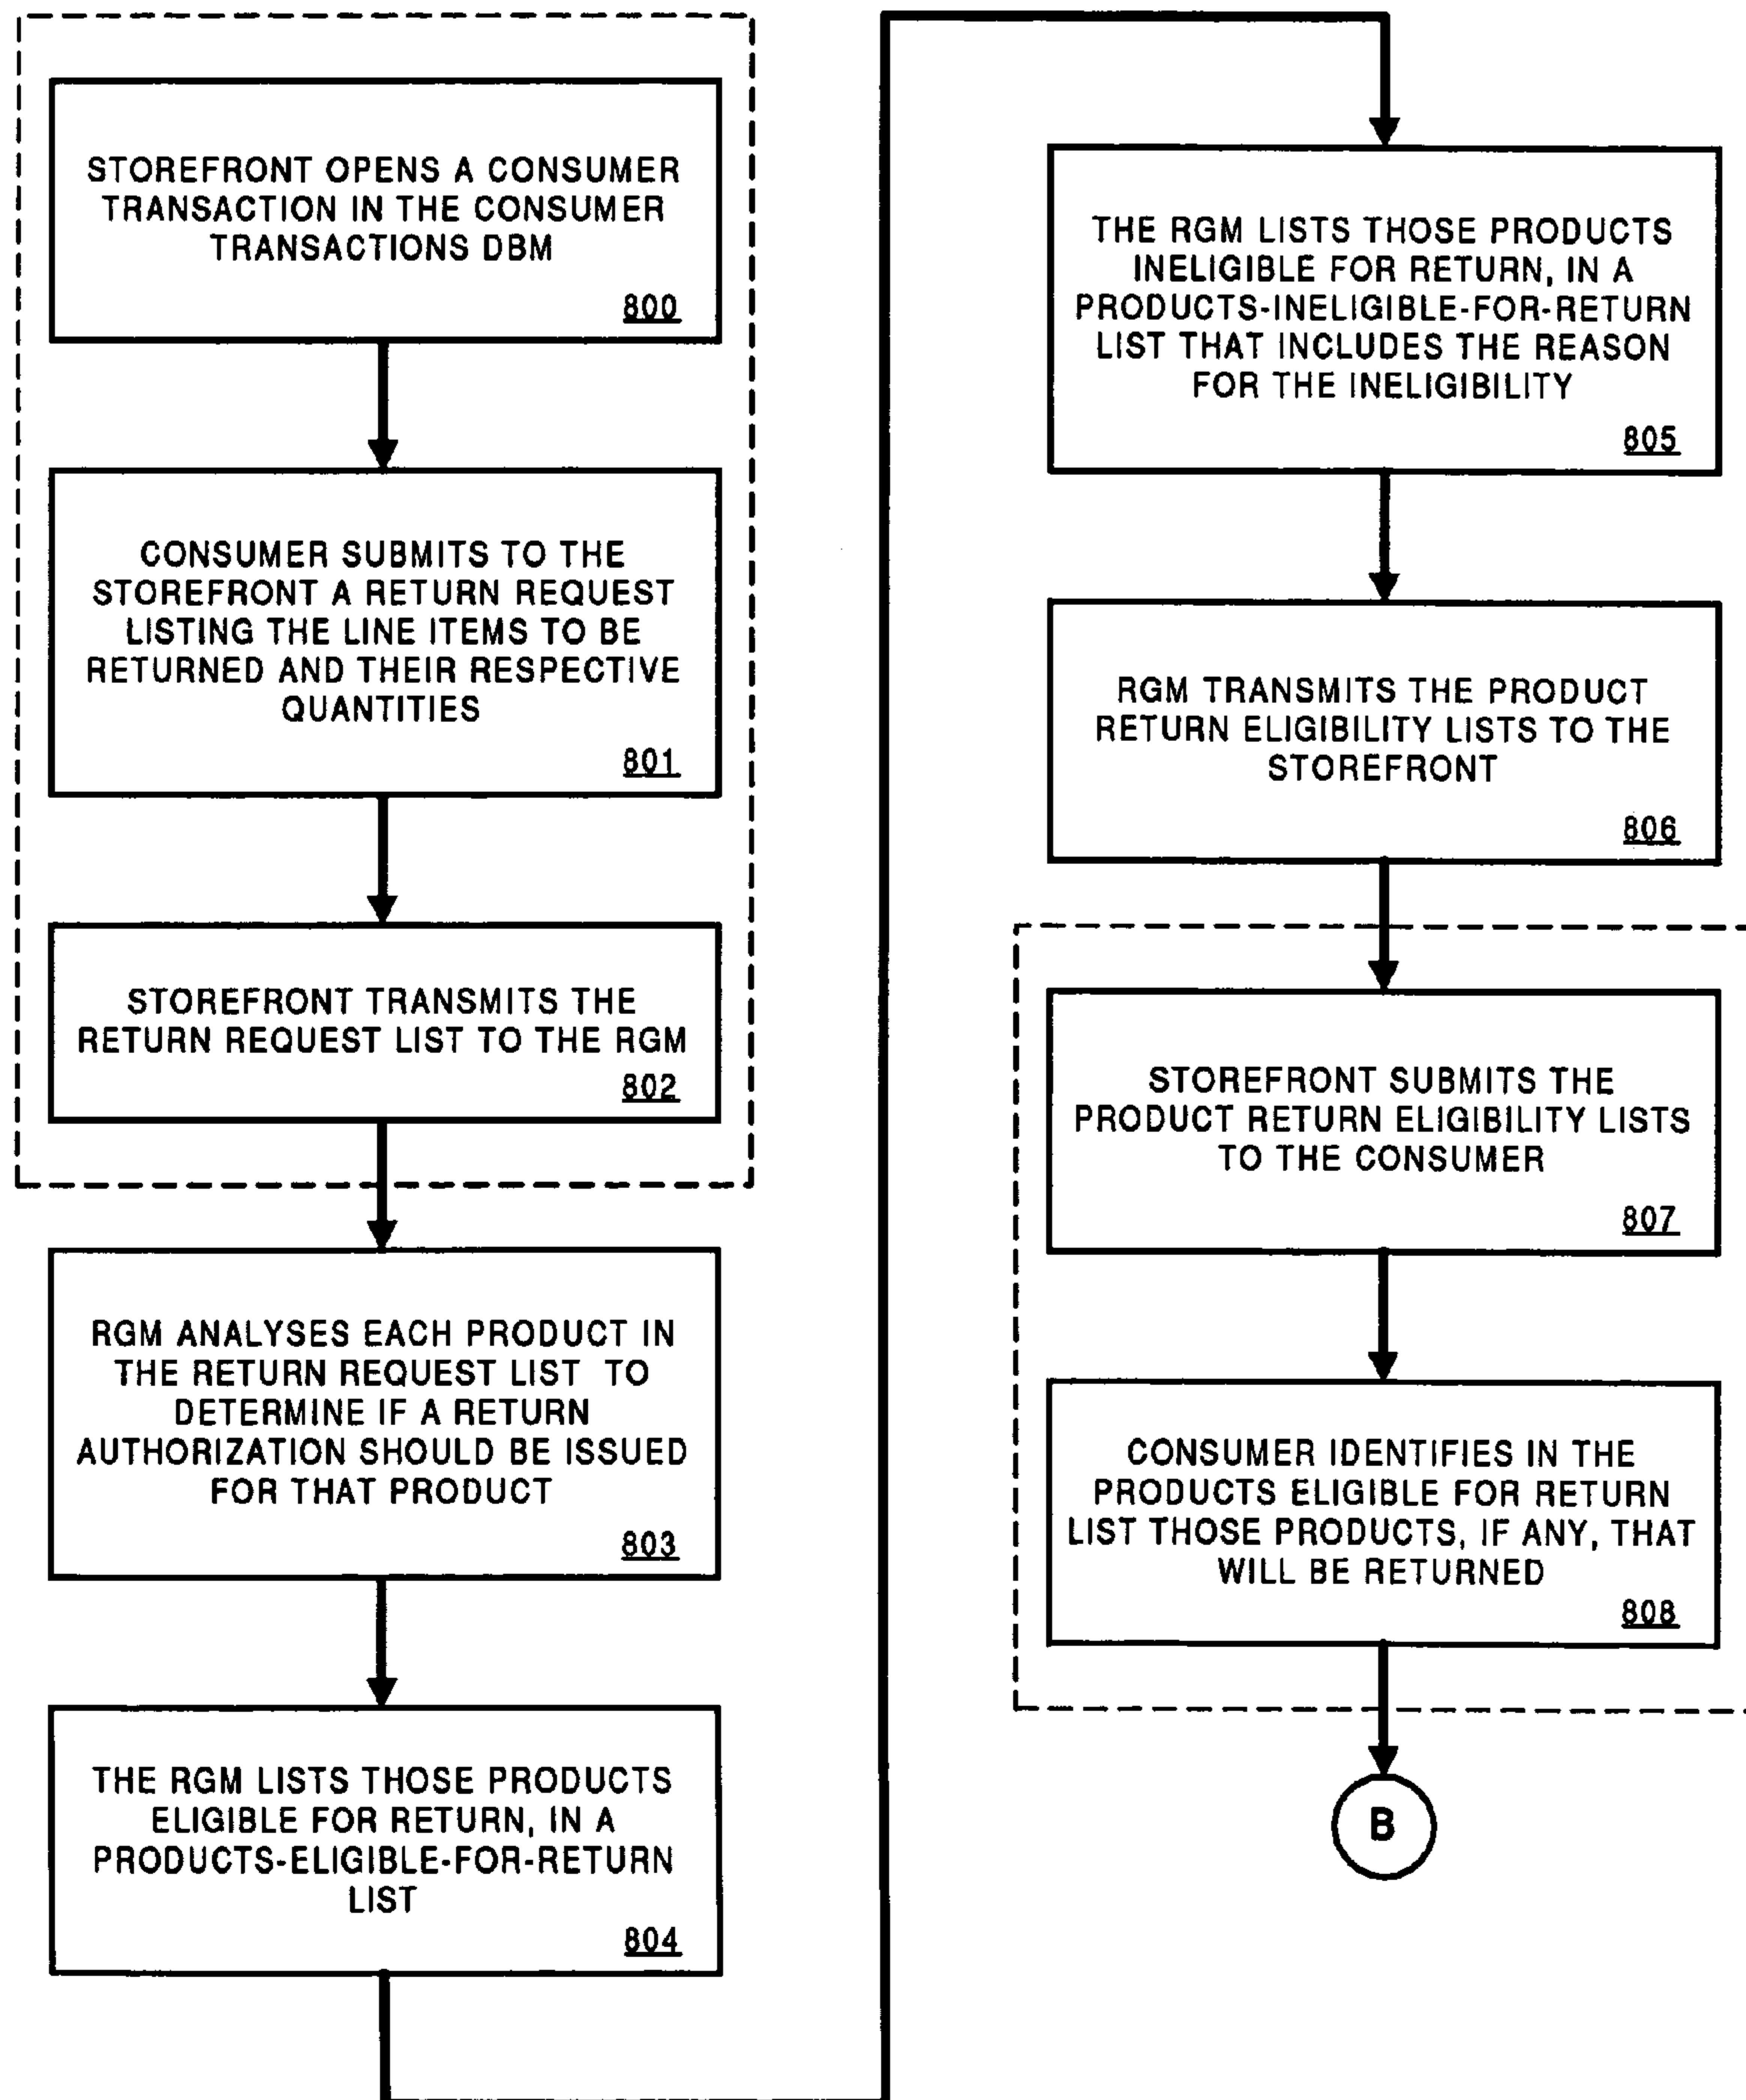 STOREFRONT OPENS A CONSUMER
TRANSACTION IN THE CONSUMER
TRANSACTIONS DBM
800
CONSUMER SUBMITS TO THE
STOREFRONT A RETURN REQUEST
LISTING THE LINE ITEMS TO BE
RETURNED AND THEIR RESPECTIVE
QUANTITIES
801
STOREFRONT TRANSMITS THE
RETURN REQUEST LIST TO THE RGM
802
RGM ANALYSES EACH PRODUCT IN
THE RETURN REQUEST LIST TO
DETERMINE IF A RETURN
AUTHORIZATION SHOULD BE ISSUED
FOR THAT PRODUCT
803
THE RGM LISTS THOSE PRODUCTS
ELIGIBLE FOR RETURN, IN A
PRODUCTS-ELIGIBLE-FOR-RETURN
LIST
804
THE RGM LISTS THOSE PRODUCTS
INELIGIBLE FOR RETURN, IN A
PRODUCTS-INELIGIBLE-FOR-RETURN
LIST THAT INCLUDES THE REASON
FOR THE INELIGIBILITY
805
RGM TRANSMITS THE PRODUCT
RETURN ELIGIBILITY LISTS TO THE
STOREFRONT
806
STOREFRONT SUBMITS THE
PRODUCT RETURN ELIGIBILITY LISTS
TO THE CONSUMER
807
CONSUMER IDENTIFIES IN THE
PRODUCTS ELIGIBLE FOR RETURN
LIST THOSE PRODUCTS, IF ANY, THAT
WILL BE RETURNED
808
B